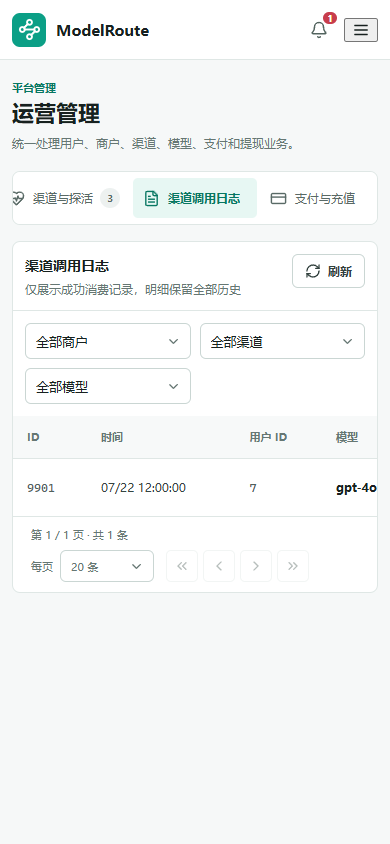 ModelRoute
1
平台管理
运营管理
统一处理用户、商户、渠道、模型、支付和提现业务。
渠道与探活 3 渠道调用日志 支付与充值
渠道调用日志
仅展示成功消费记录，明细保留全部历史
刷新
全部商户 全部渠道
全部模型
ID 时间 用户 ID 模型
9901 07/22 12:00:00 7 gpt-4o
第 1 / 1 页 · 共 1 条
每页 20 条